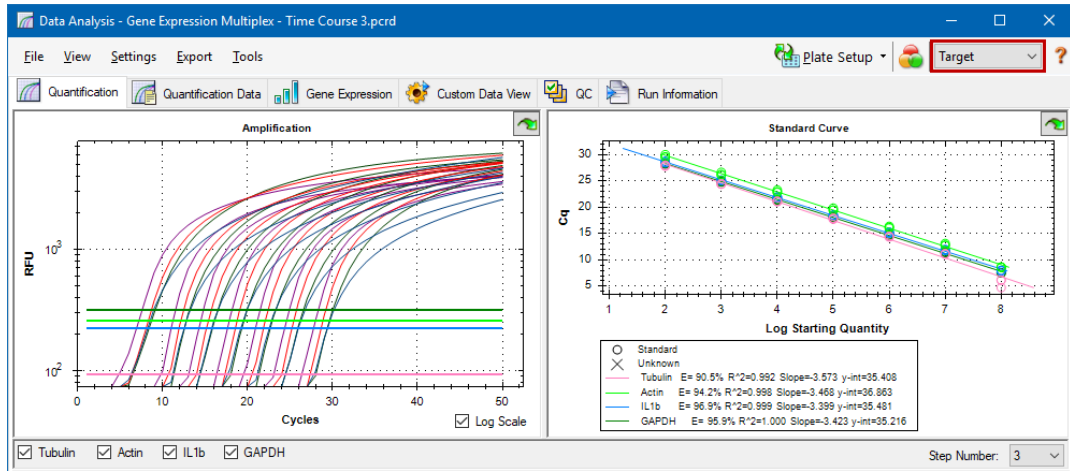 Data Analysis - Gene Expression Multiplex - Time Course 3.pcrd
File View Settings Export Tools Plate Setup Target ?
Quantification Quantification Data Gene Expression Custom Data View QC Run Information
Amplification
10^3
10^2
RFU
0 10 20 30 40 50
Cycles
Log Scale
Standard Curve
30
25
20
15
10
5
Cq
1 2 3 4 5 6 7 8
Log Starting Quantity
Standard
Unknown
Tubulin E= 90.5% R^2=0.992 Slope=-3.573 y-int=35.408
Actin E= 94.2% R^2=0.998 Slope=-3.468 y-int=36.863
IL1b E= 96.9% R^2=0.999 Slope=-3.399 y-int=35.481
GAPDH E= 95.9% R^2=1.000 Slope=-3.423 y-int=35.216
Tubulin Actin IL1b GAPDH Step Number: 3